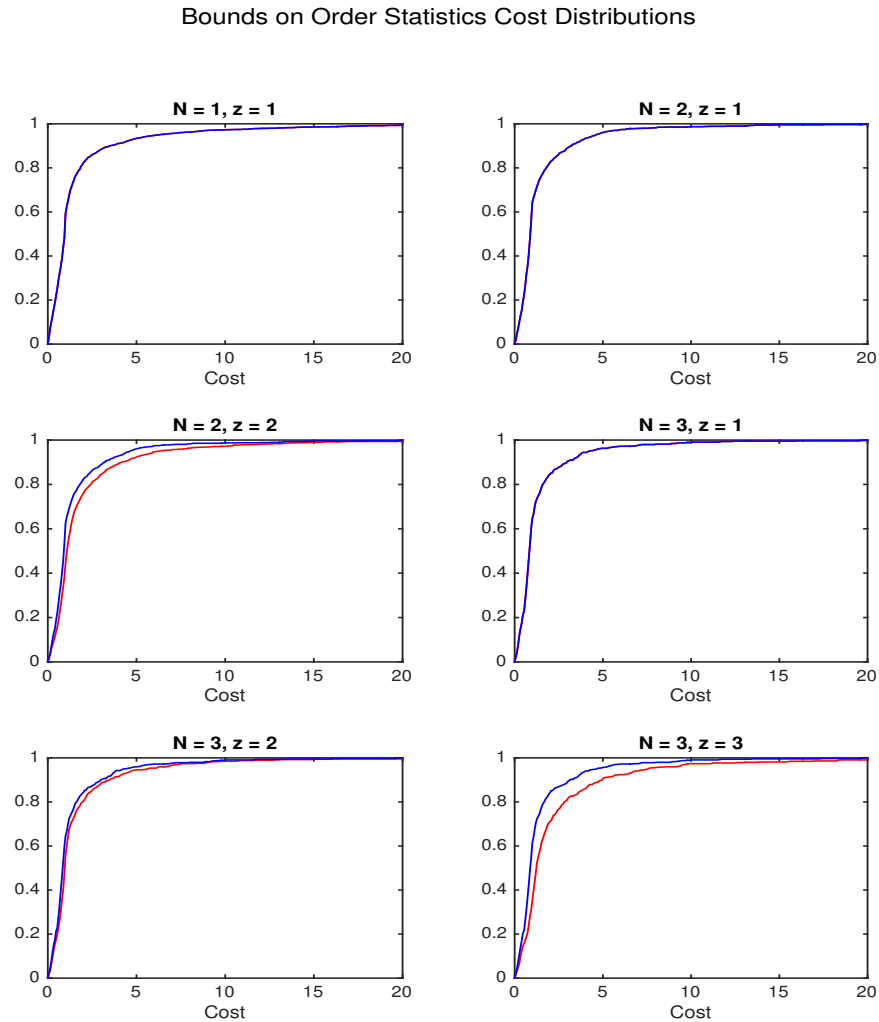 Bounds on Order Statistics Cost Distributions
N = 1, z = 1
1
0.8
0.6
0.4
0.2
0
0 5 10 15 20
Cost
N = 2, z = 1
1
0.8
0.6
0.4
0.2
0
0 5 10 15 20
Cost
N = 2, z = 2
1
0.8
0.6
0.4
0.2
0
0 5 10 15 20
Cost
N = 3, z = 1
1
0.8
0.6
0.4
0.2
0
0 5 10 15 20
Cost
N = 3, z = 2
1
0.8
0.6
0.4
0.2
0
0 5 10 15 20
Cost
N = 3, z = 3
1
0.8
0.6
0.4
0.2
0
0 5 10 15 20
Cost